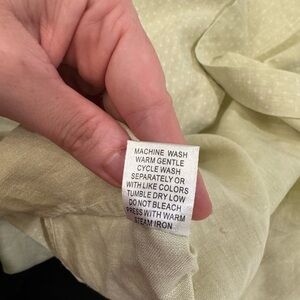 MACHINE WASH
WARM GENTLE
CYCLE WASH
SEPARATELY OR
WITH LIKE COLORS
TUMBLE DRY LOW
DO NOT BLEACH
PRESS WITH WARM
STEAM IRON